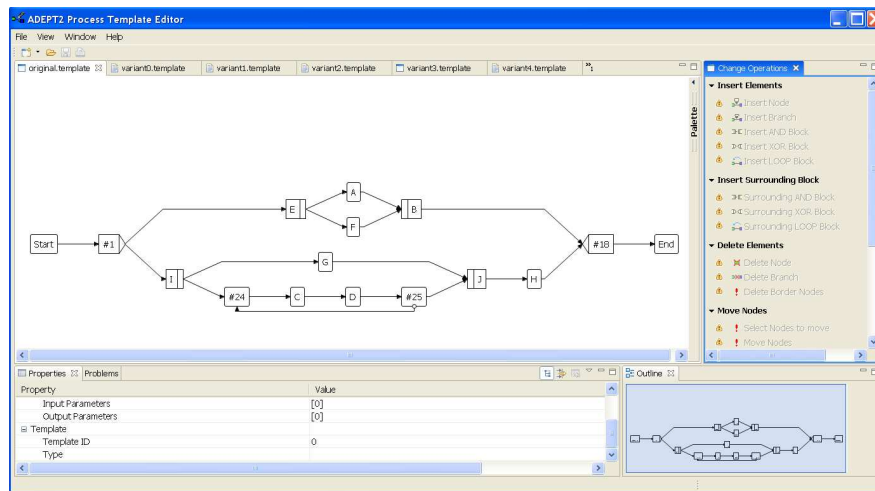 ADEPT2 Process Template Editor
File View Window Help
original.template variant0.template variant1.template variant2.template variant3.template variant4.template »1
Change Operations
Palette
Insert Elements
Insert Node
Insert Branch
Insert AND Block
Insert XOR Block
Insert LOOP Block
Insert Surrounding Block
Surrounding AND Block
Surrounding XOR Block
Surrounding LOOP Block
Delete Elements
Delete Node
Delete Branch
Delete Border Nodes
Move Nodes
Select Nodes to move
Move Nodes
A
E B
F
Start #1 #18 End
G
I J H
#24 C D #25
Properties Problems
Property Value
Input Parameters [0]
Output Parameters [0]
Template
Template ID 0
Type
Outline